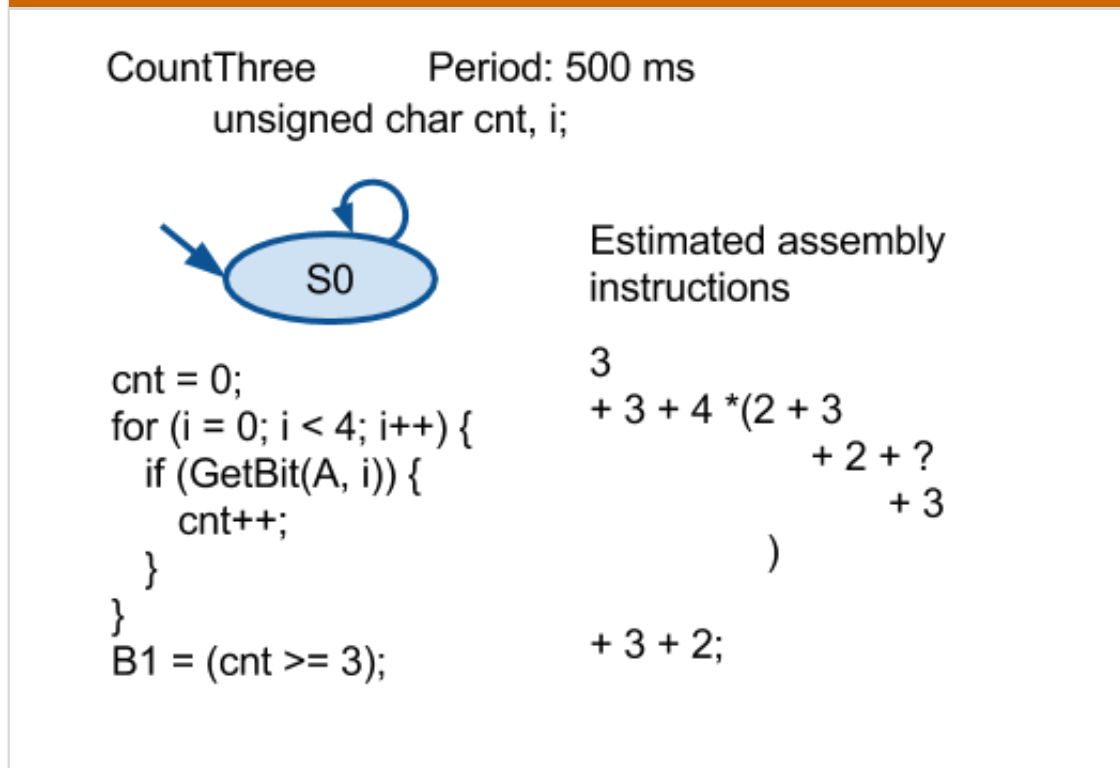 CountThree Period: 500 ms
unsigned char cnt, i;
S0
Estimated assembly
instructions
cnt = 0;
for (i = 0; i < 4; i++) {
if (GetBit(A, i)) {
cnt++;
}
}
B1 = (cnt >= 3);
3
+ 3 + 4 *(2 + 3
+ 2 + ?
+ 3
)
+ 3 + 2;